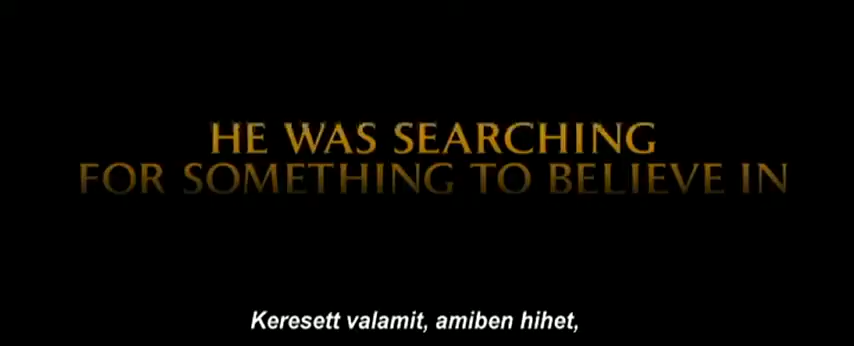 HE WAS SEARCHING
FOR SOMETHING TO BELIEVE IN
Keresett valamit, amiben hihet,